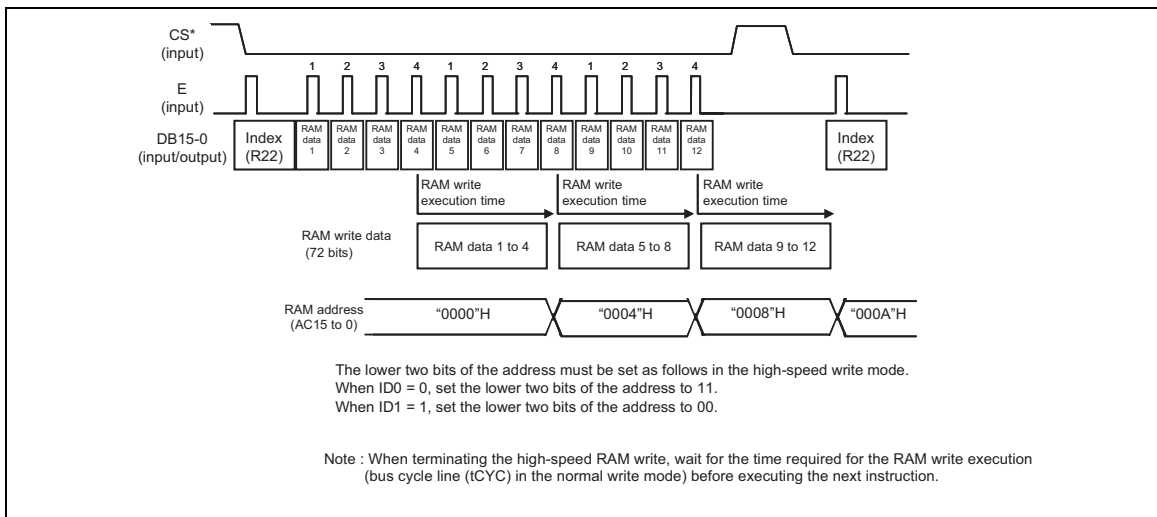 CS*
(input)
1 2 3 4 1 2 3 4 1 2 3 4
E
(input)
DB15-0
(input/output)
Index
(R22)
RAM
data
1
RAM
data
2
RAM
data
3
RAM
data
4
RAM
data
5
RAM
data
6
RAM
data
7
RAM
data
8
RAM
data
9
RAM
data
10
RAM
data
11
RAM
data
12
Index
(R22)
RAM write
execution time
RAM write
execution time
RAM write
execution time
RAM write data
(72 bits)
RAM data 1 to 4
RAM data 5 to 8
RAM data 9 to 12
RAM address
(AC15 to 0)
“0000”H
“0004”H
“0008”H
“000A”H
The lower two bits of the address must be set as follows in the high-speed write mode.
When ID0 = 0, set the lower two bits of the address to 11.
When ID1 = 1, set the lower two bits of the address to 00.
Note : When terminating the high-speed RAM write, wait for the time required for the RAM write execution
(bus cycle line (tCYC) in the normal write mode) before executing the next instruction.